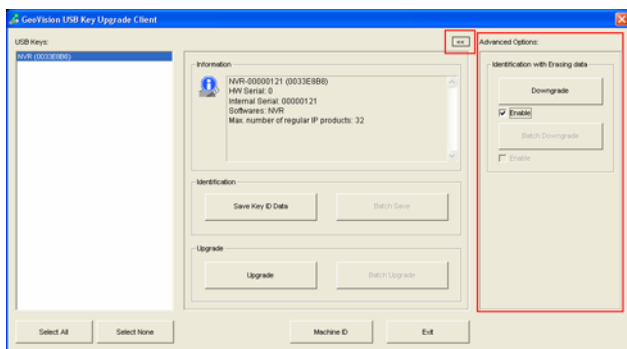 GeoVision USB Key Upgrade Client
USB Keys:
<<
Advanced Options:
NVR (0033E8B6)
Information
NVR-00000121 (0033E8B6)
HW Serial: 0
Internal Serial: 00000121
Softwares: NVR
Max. number of regular IP products: 32
Identification with Erasing data
Downgrade
Enable
Batch Downgrade
Enable
Identification
Save Key ID Data
Batch Save
Upgrade
Upgrade
Batch Upgrade
Select All
Select None
Machine ID
Exit